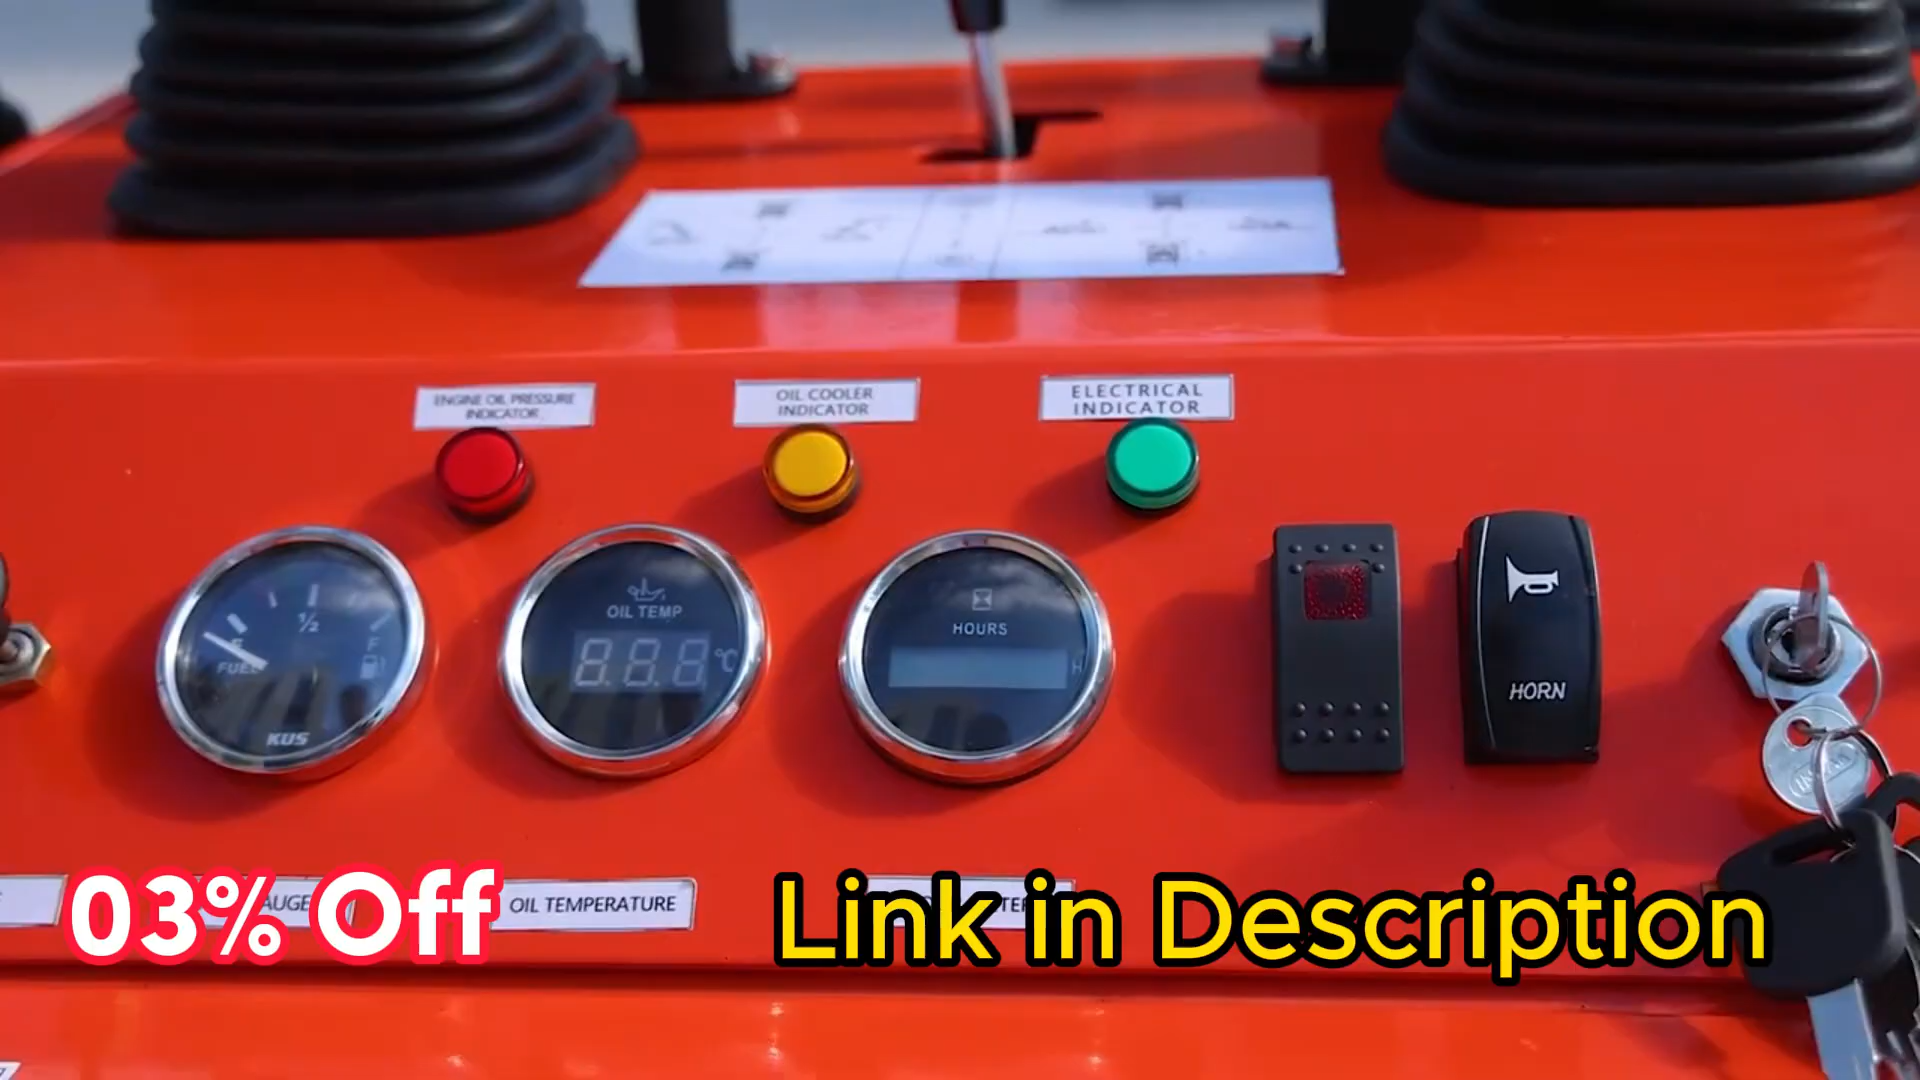 ENGINE OIL PRESSURE
INDICATOR
OIL COOLER
INDICATOR
ELECTRICAL
INDICATOR
1/2
E
F
FUEL
KUS
OIL TEMP
8.8.8
°C
HOURS
H
HORN
OIL TEMPERATURE
03% Off
Link in Description